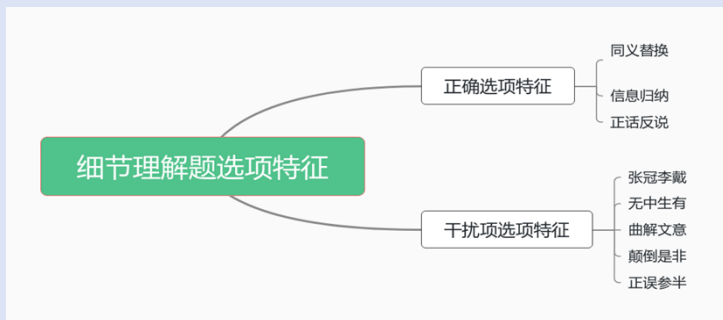 细节理解题选项特征
正确选项特征
同义替换
信息归纳
正话反说
干扰项选项特征
张冠李戴
无中生有
曲解文意
颠倒是非
正误参半